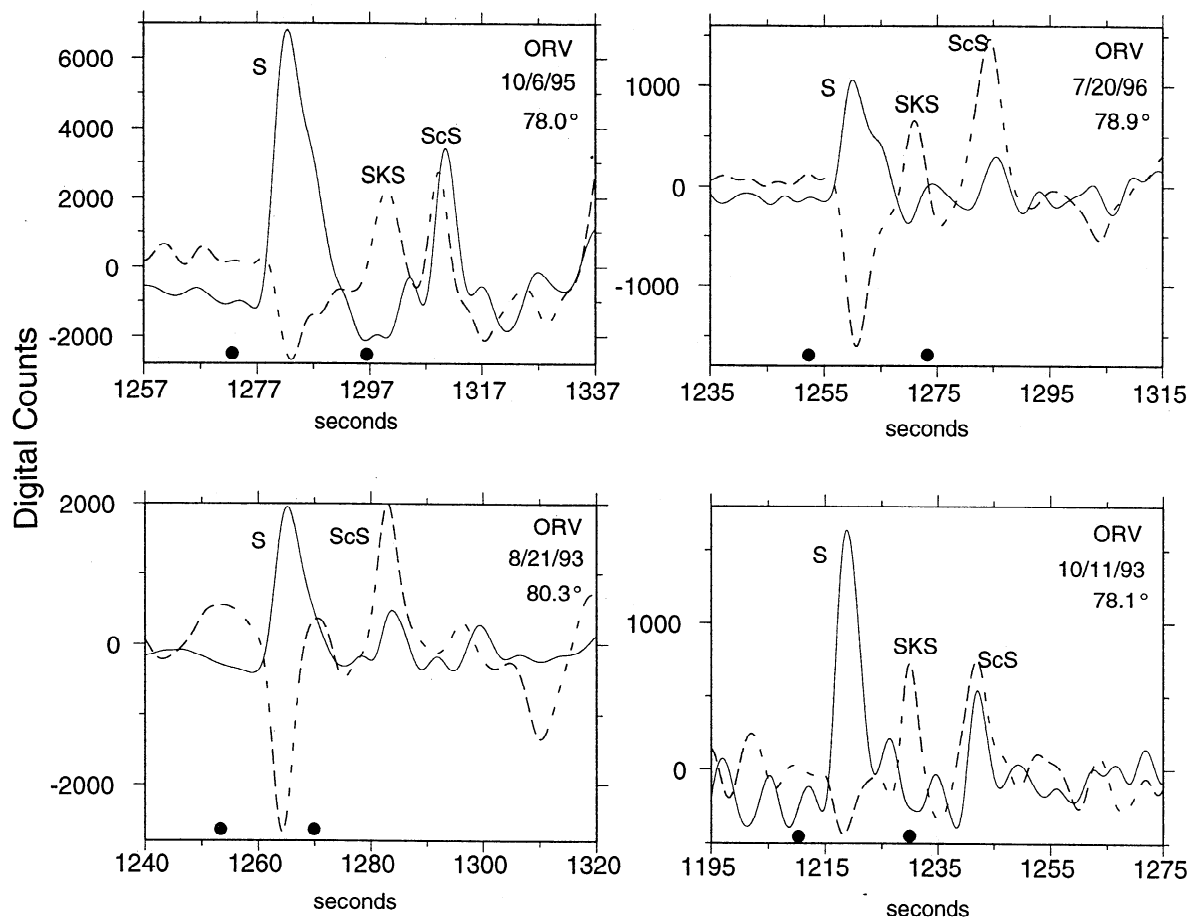 Digital Counts
6000
4000
2000
0
-2000
S
SKS
ScS
ORV
10/6/95
78.0°
1257 1277 1297 1317 1337
seconds
1000
0
-1000
S
SKS
ScS
ORV
7/20/96
78.9°
1235 1255 1275 1295 1315
seconds
2000
0
-2000
S
ScS
ORV
8/21/93
80.3°
1240 1260 1280 1300 1320
seconds
1000
0
S
SKS
ScS
ORV
10/11/93
78.1°
1195 1215 1235 1255 1275
seconds